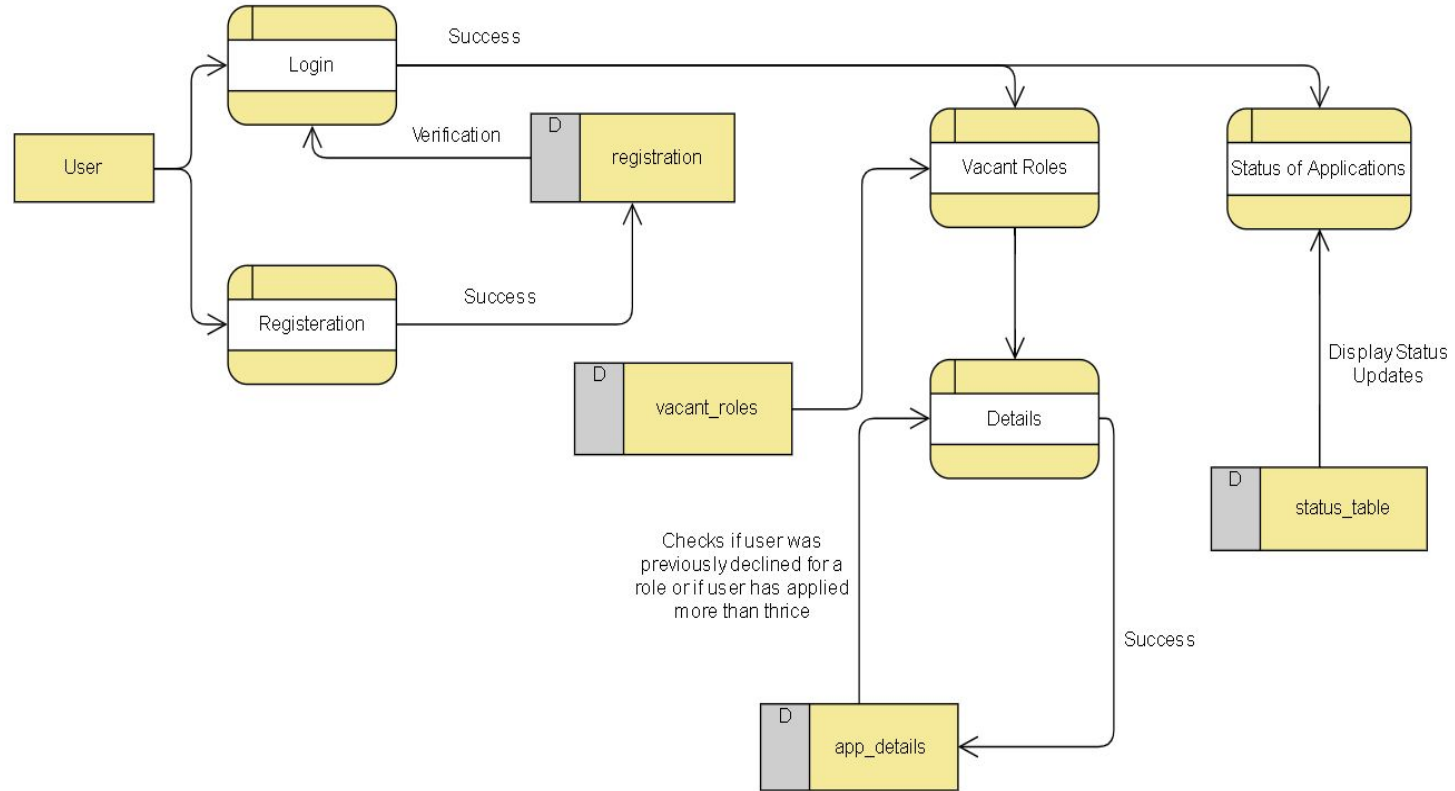 Success
Login
D
registration
Verification
User
Vacant Roles
Status of Applications
Registeration
Success
D
vacant_roles
Display Status
Updates
Details
D
status_table
Checks if user was
previously declined for a
role or if user has applied
more than thrice
Success
D
app_details